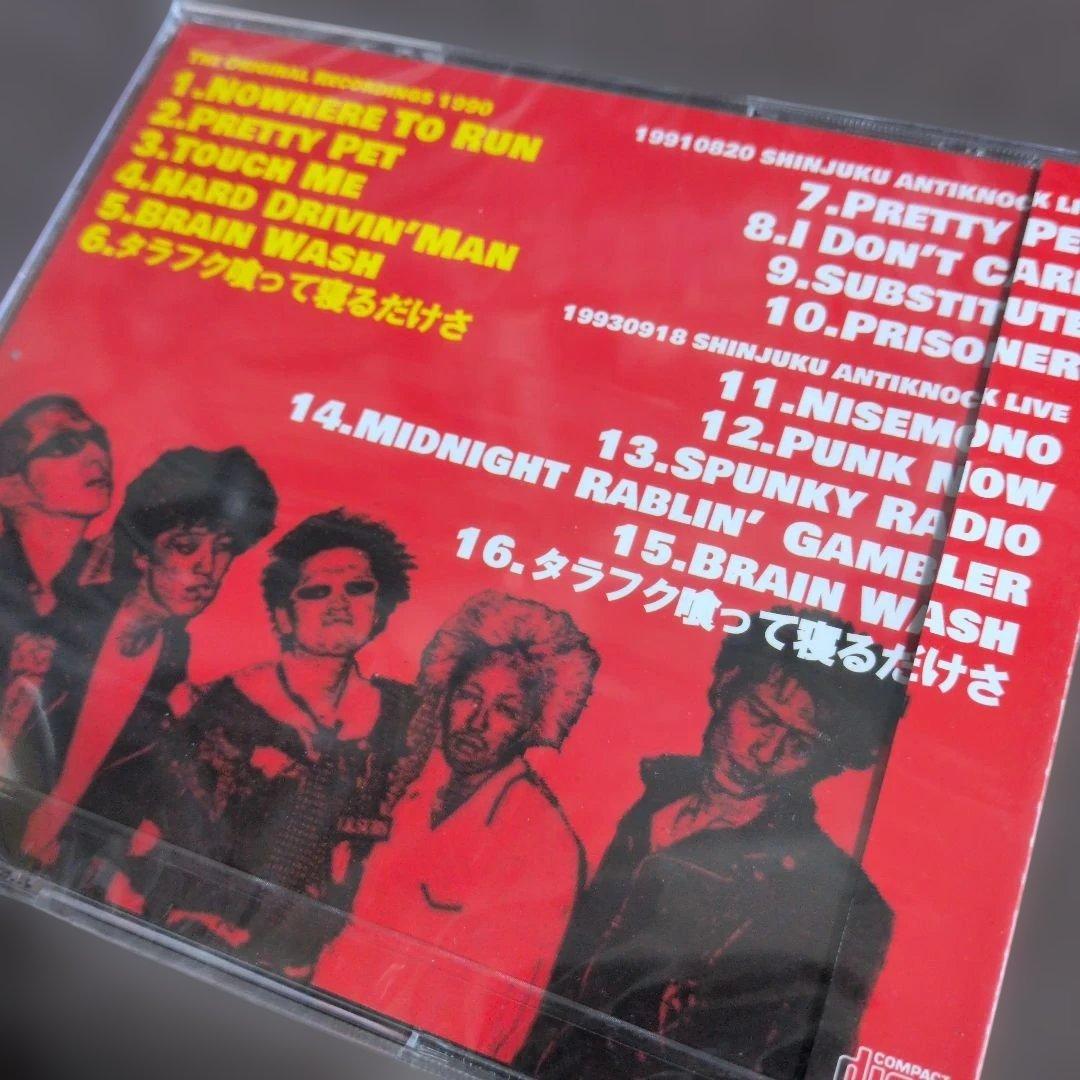 THE ORIGINAL RECORDINGS 1990
1.NOWHERE TO RUN
2.PRETTY PET
3.TOUCH ME
4.HARD DRIVIN'MAN
5.BRAIN WASH
6.タラフク喰って寝るだけさ
19910820 SHINJUKU ANTIKNOCK LI
7.PRETTY PE
8.I DON'T CAR
9.SUBSTITUTE
10.PRISONER
19930918 SHINJUKU ANTIKNOCK LIVE
11.NISEMONO
12.PUNK NOW
13.SPUNKY RADIO
14.MIDNIGHT RABLIN' GAMBLER
15.BRAIN WASH
16.タラフク喰って寝るだけさ
COMPACT